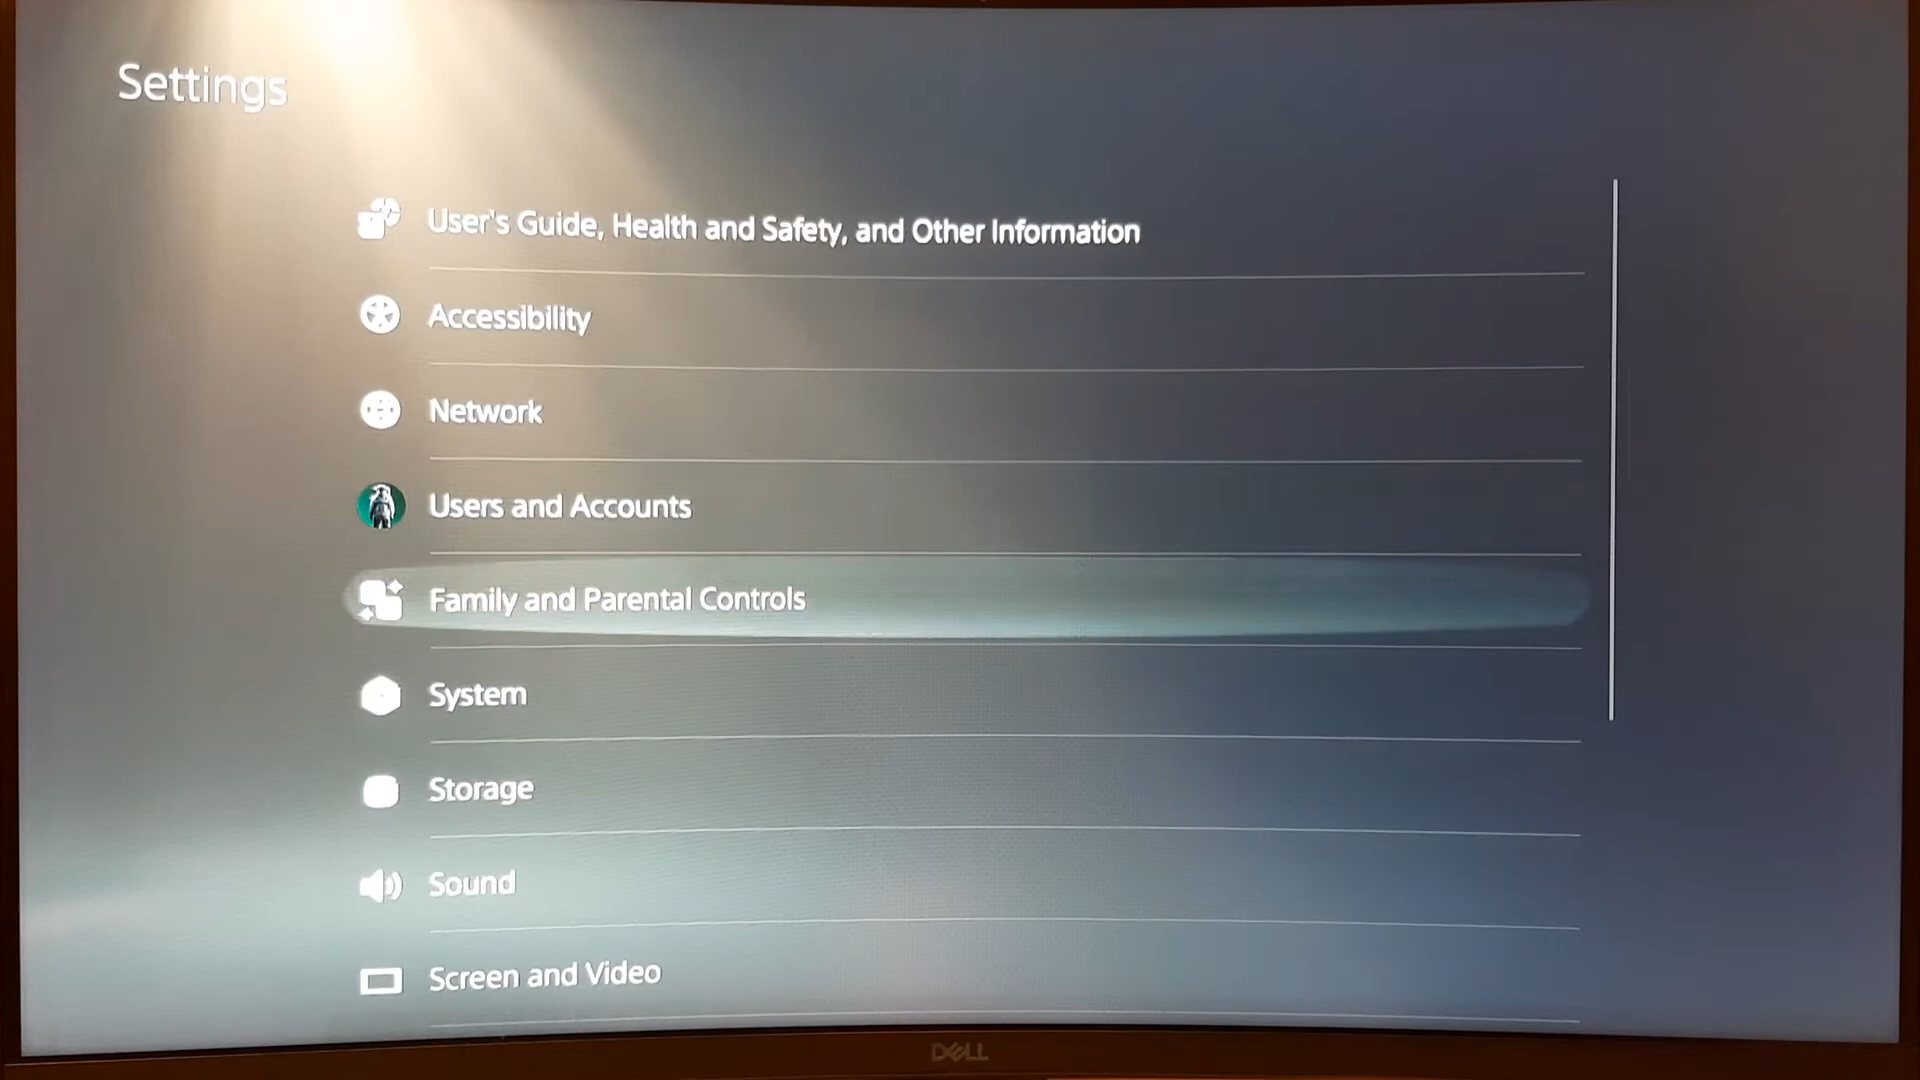 Settings
User's Guide, Health and Safety, and Other Information
Accessibility
Network
Users and Accounts
Family and Parental Controls
System
Storage
Sound
Screen and Video
DELL